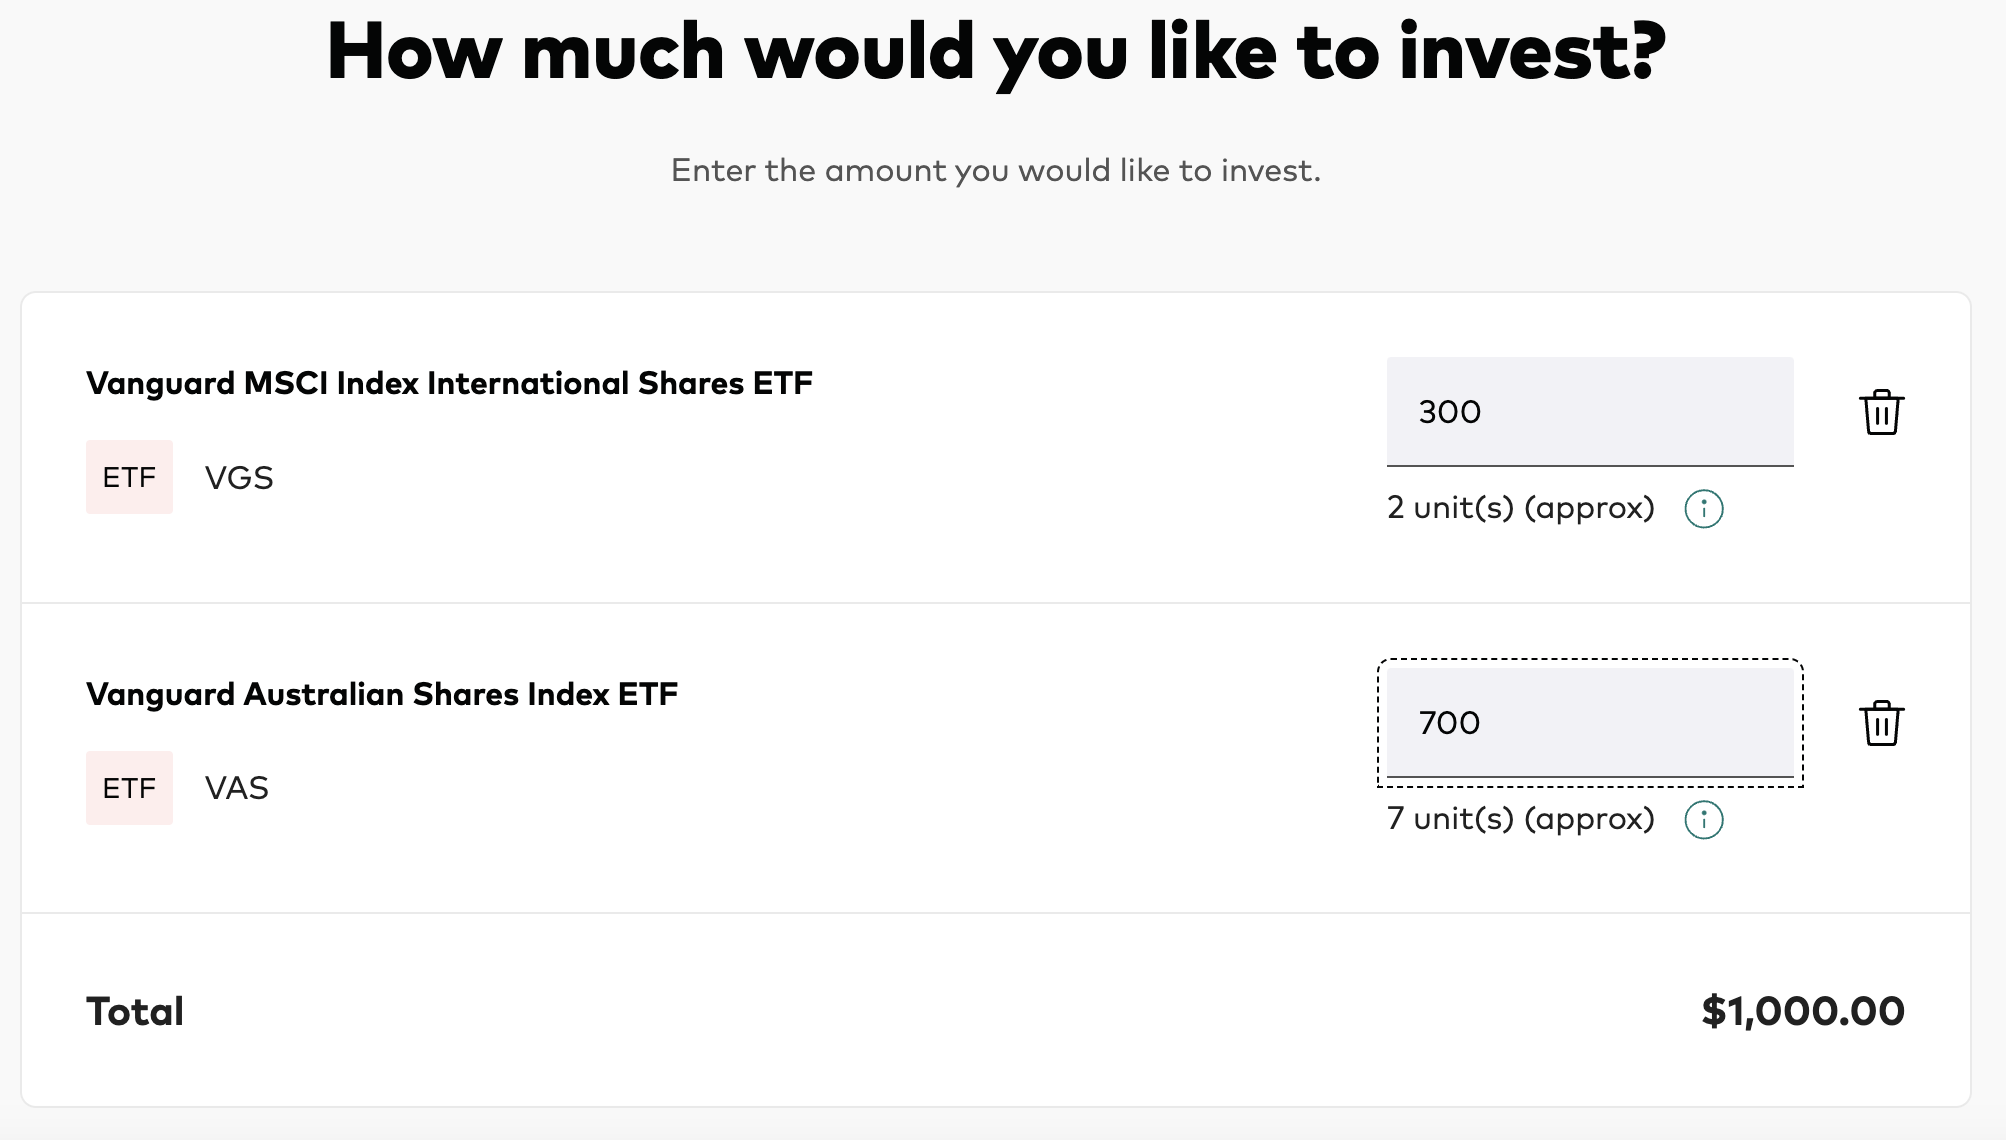 How much would you like to invest?
Enter the amount you would like to invest.
Vanguard MSCI Index International Shares ETF
300
ETF VGS
2 unit(s) (approx)
Vanguard Australian Shares Index ETF
700
ETF VAS
7 unit(s) (approx)
Total $1,000.00